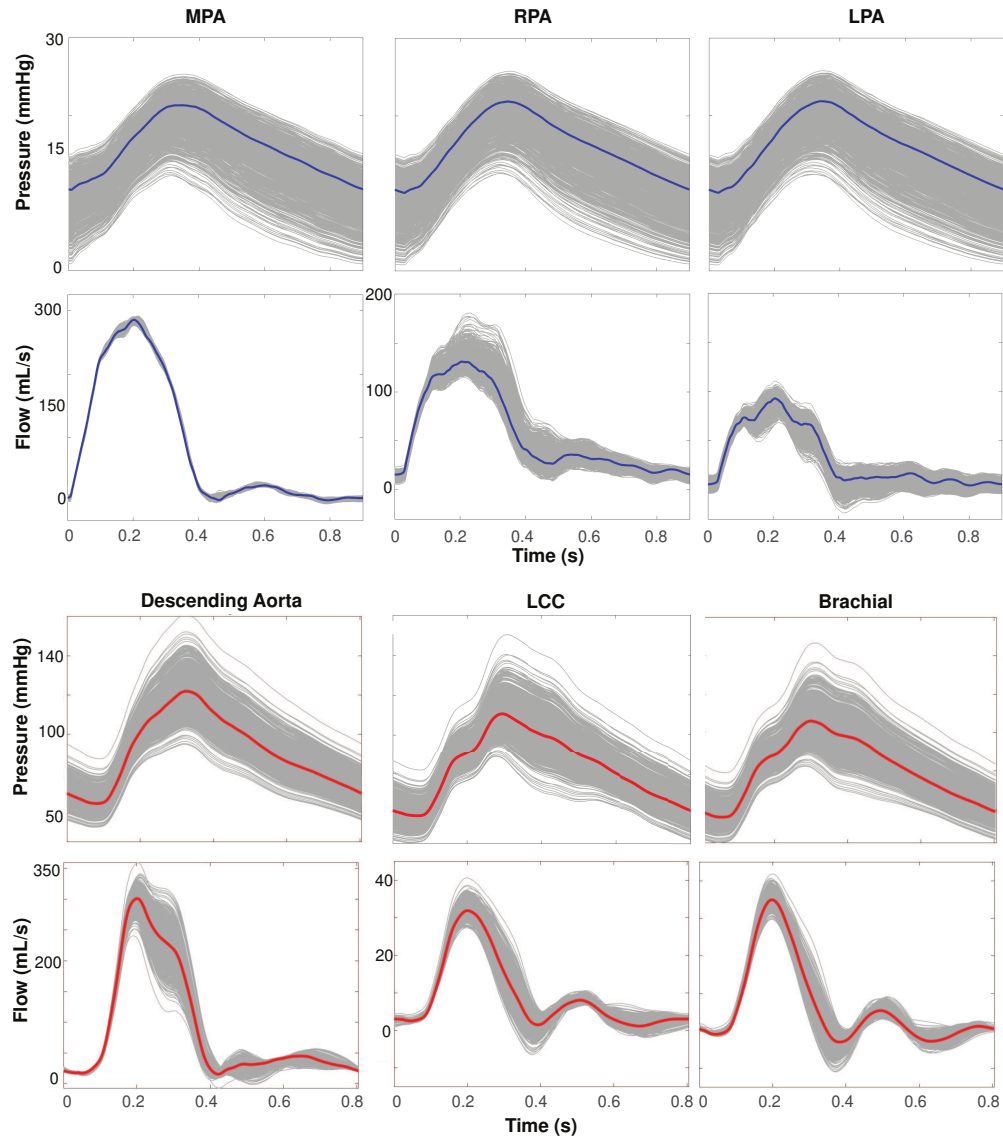 MPA RPA LPA
30
15
0
Pressure (mmHg)
300
150
0
Flow (mL/s)
200
100
0
0 0.2 0.4 0.6 0.8 0 0.2 0.4 0.6 0.8 0 0.2 0.4 0.6 0.8
Time (s)
Descending Aorta LCC Brachial
140
100
50
Pressure (mmHg)
350
200
0
Flow (mL/s)
40
20
0
0 0.2 0.4 0.6 0.8 0 0.2 0.4 0.6 0.8 0 0.2 0.4 0.6 0.8
Time (s)